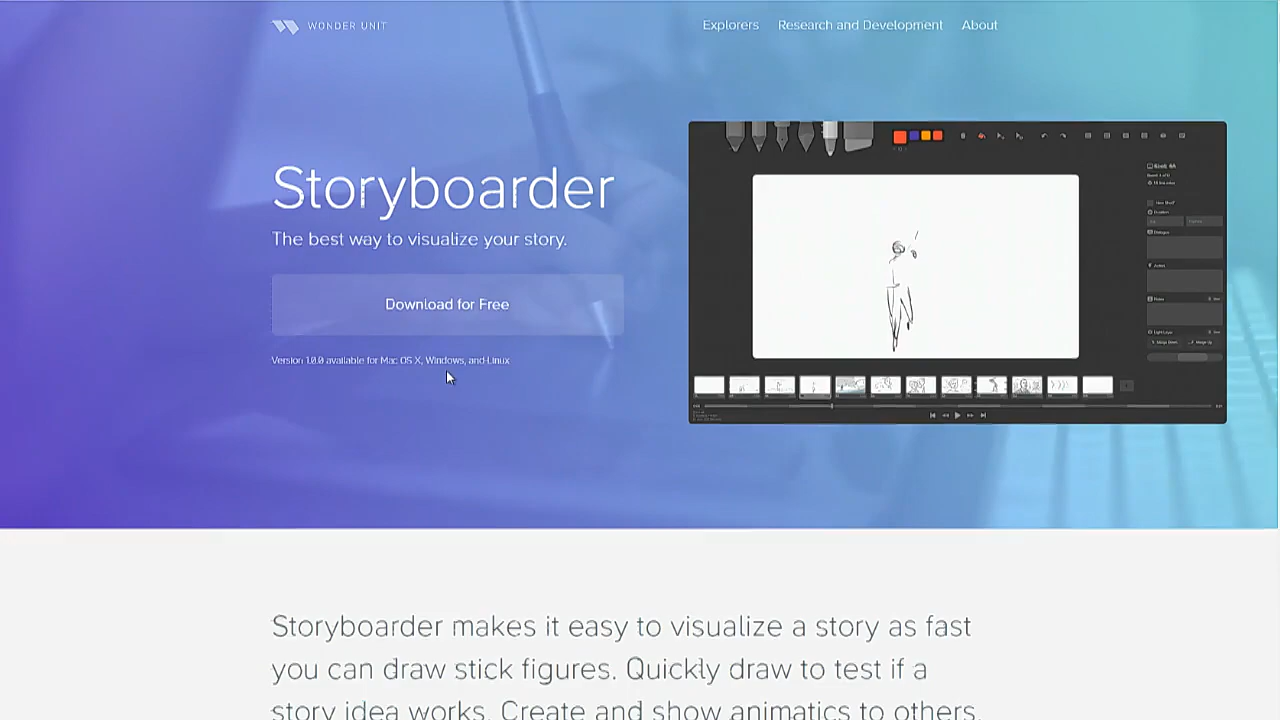 WONDER UNIT
Explorers Research and Development About
Storyboarder
The best way to visualize your story.
Download for Free
Version 1.0.0 available for Mac OS X, Windows, and Linux
Storyboarder makes it easy to visualize a story as fast
you can draw stick figures. Quickly draw to test if a
story idea works. Create and show animatics to others.